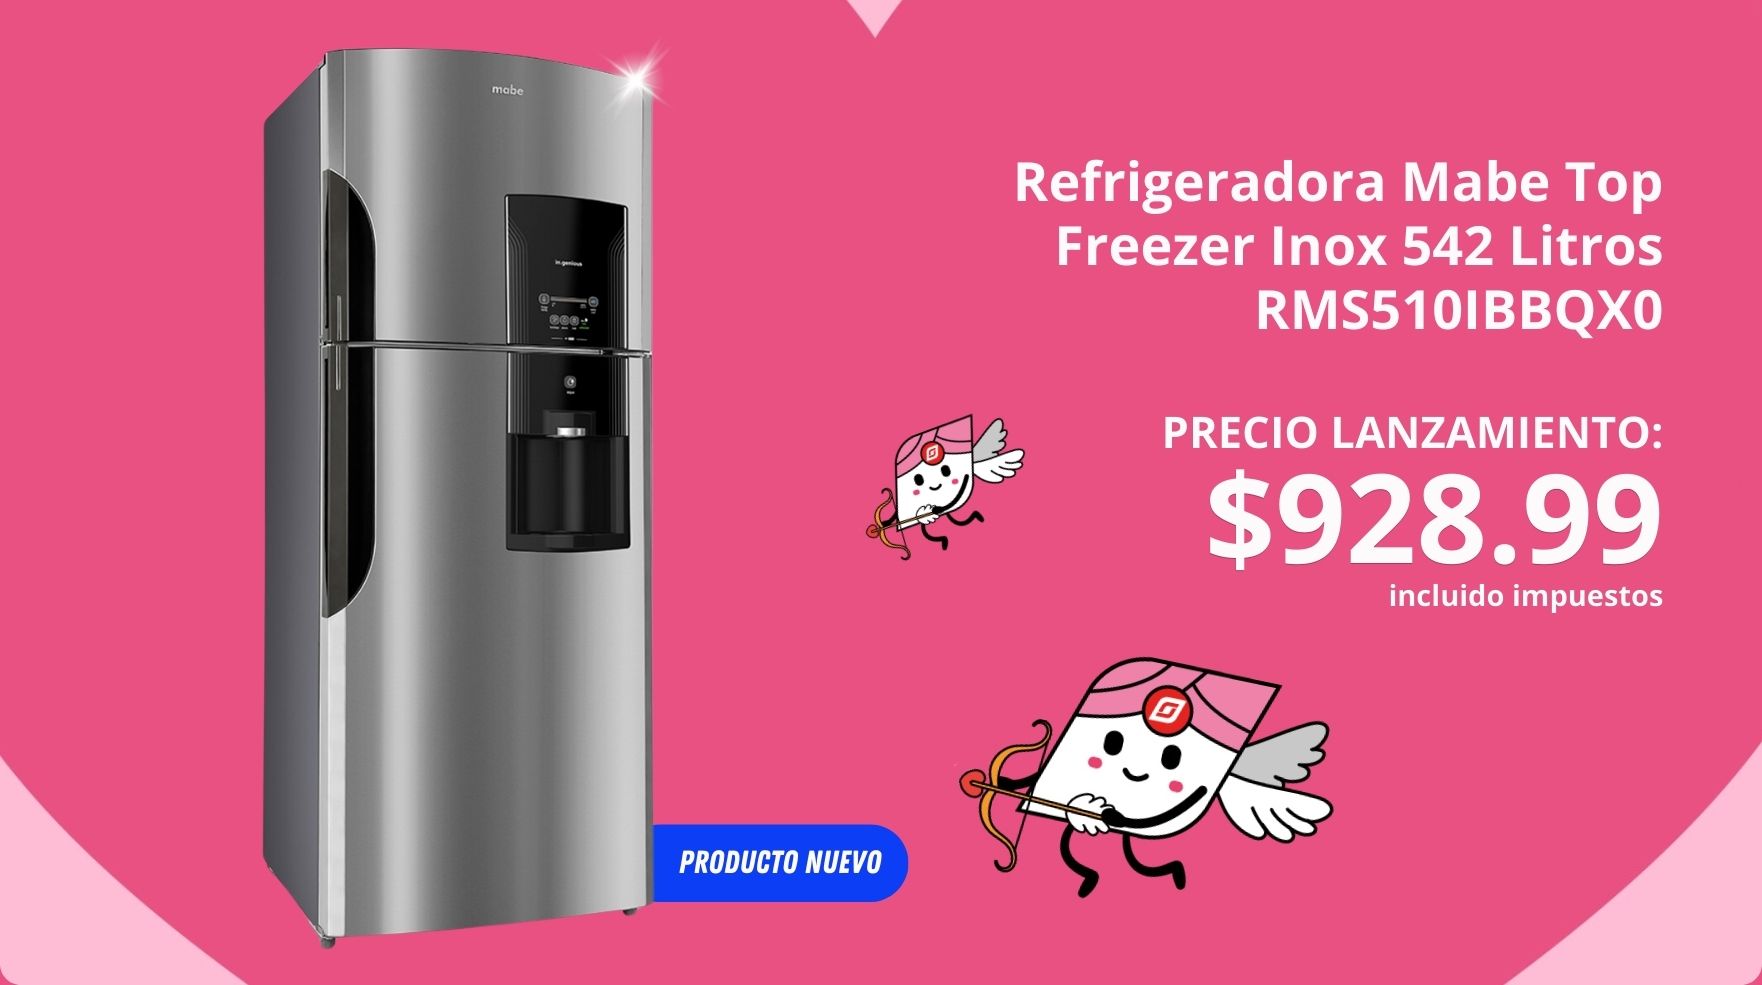 mabe
in.genious
Refrigeradora Mabe Top
Freezer Inox 542 Litros
RMS510IBBQX0
PRECIO LANZAMIENTO:
$928.99
incluido impuestos
PRODUCTO NUEVO